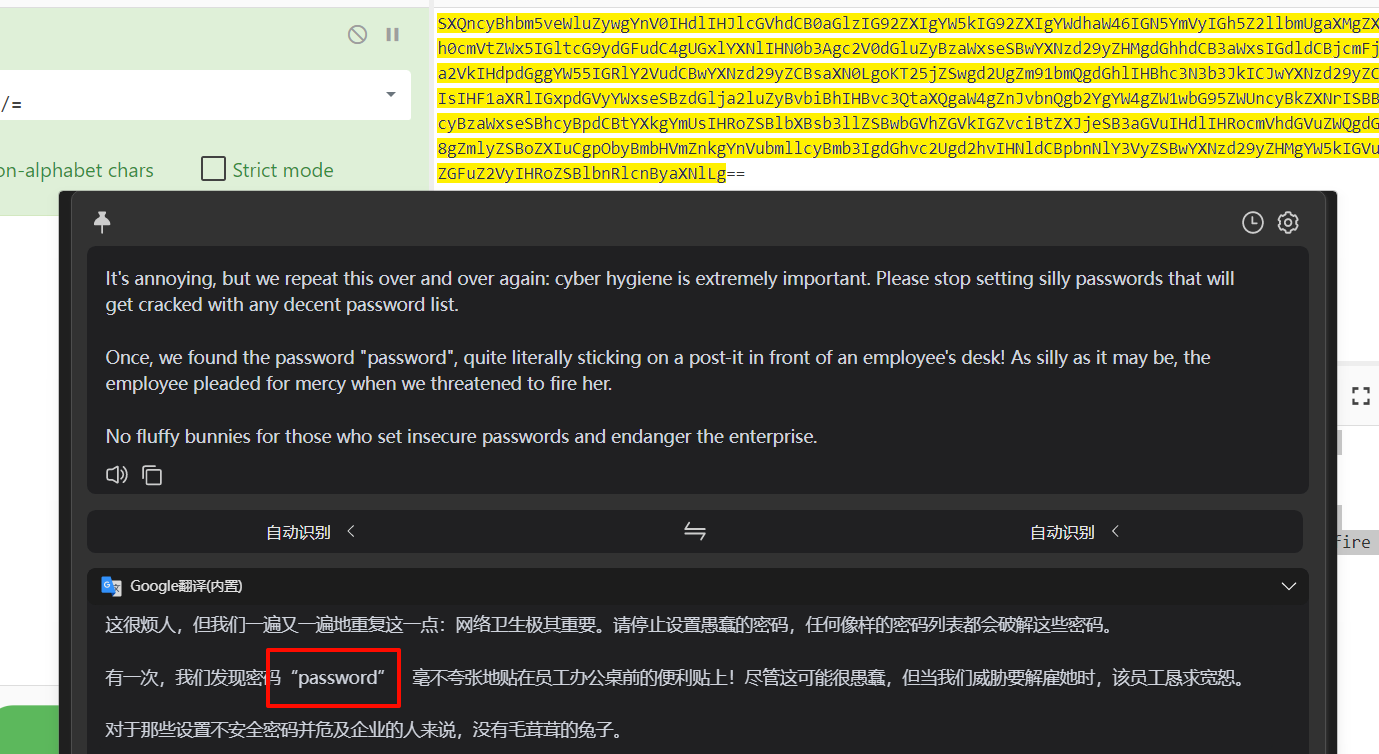 SXQncyBhbm5veWluZywgYnV0IHdlIHJlcGVhdCB0aGlzIG92ZXIgYW5kIG92ZXIgYWdhaW46IGN5YmVyIGh5Z2llbmUgaXMgZX
h0cmVtZWx5IGltcG9ydGFudC4gUGxlYXNlIHN0b3Agc2V0dGluZyBzaWxseSBwYXNzd29yZHMgdGhhdCB3aWxsIGdldCBjcmFj
a2VkIHdpdGggYW55IGRlY2VudCBwYXNzd29yZCBsaXN0LgoKT25jZSwgd2UgZm91bmQgdGhlIHBhc3N3b3JkICJwYXNzd29yZC
IsIHF1aXRlIGxpdGVyYWxseSBzdGlja2luZyBvbiBhIHBvc3QtaXQgaW4gZnJvbnQgb2YgYW4gZW1wbG95ZWUncyBkZXNrISBB
cyBzaWxseSBhcyBpdCBtYXkgYmUsIHRoZSBlbXBsb3llZSBwbGVhZGVkIGZvciBtZXJjeSB3aGVuIHdlIHRocmVhdGVuZWQgdG
8gZmlyZSBoZXIuCgpObyBmbHVmZnkgYnVubmllcyBmb3IgdGhvc2Ugd2hvIHNldCBpbnNlY3VyZSBwYXNzd29yZHMgYW5kIGVu
ZGFuZ2VyIHRoZSBlbnRlcnByaXNlLg==
/=
on-alphabet chars
Strict mode
It's annoying, but we repeat this over and over again: cyber hygiene is extremely important. Please stop setting silly passwords that will
get cracked with any decent password list.
Once, we found the password "password", quite literally sticking on a post-it in front of an employee's desk! As silly as it may be, the
employee pleaded for mercy when we threatened to fire her.
No fluffy bunnies for those who set insecure passwords and endanger the enterprise.
自动识别
自动识别
fire
Google翻译(内置)
这很烦人，但我们一遍又一遍地重复这一点：网络卫生极其重要。请停止设置愚蠢的密码，任何像样的密码列表都会破解这些密码。
有一次，我们发现密码“password”毫不夸张地贴在员工办公桌前的便利贴上！尽管这可能很愚蠢，但当我们威胁要解雇她时，该员工恳求宽恕。
对于那些设置不安全密码并危及企业的人来说，没有毛茸茸的兔子。